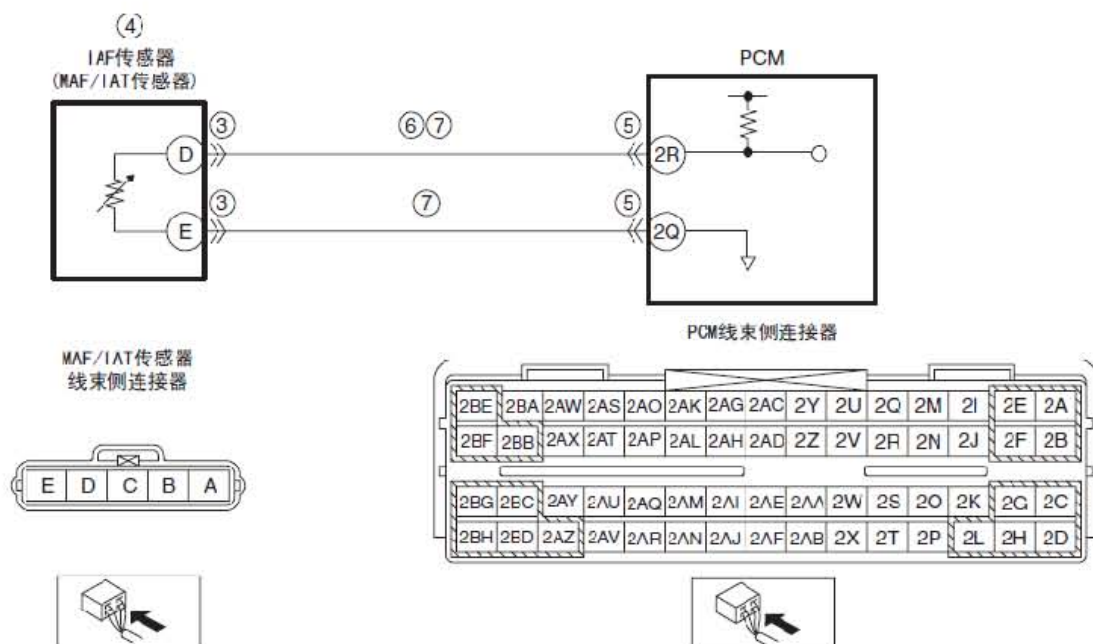 ④
IAF传感器
(MAF/IAT传感器)
PCM
D ③ ⑥⑦ ⑤ 2R
E ③ ⑦ ⑤ 2Q
MAF/IAT传感器
线束侧连接器
E D C B A
PCM线束侧连接器
2BE 2BA 2AW 2AS 2AO 2AK 2AG 2AC 2Y 2U 2Q 2M 2I 2E 2A
2BF 2BB 2AX 2AT 2AP 2AL 2AH 2AD 2Z 2V 2R 2N 2J 2F 2B
2BG 2BC 2AY 2AU 2AQ 2AM 2AI 2AE 2AA 2W 2S 2O 2K 2G 2C
2BH 2BD 2AZ 2AV 2AR 2AN 2AJ 2AF 2AB 2X 2T 2P 2L 2H 2D